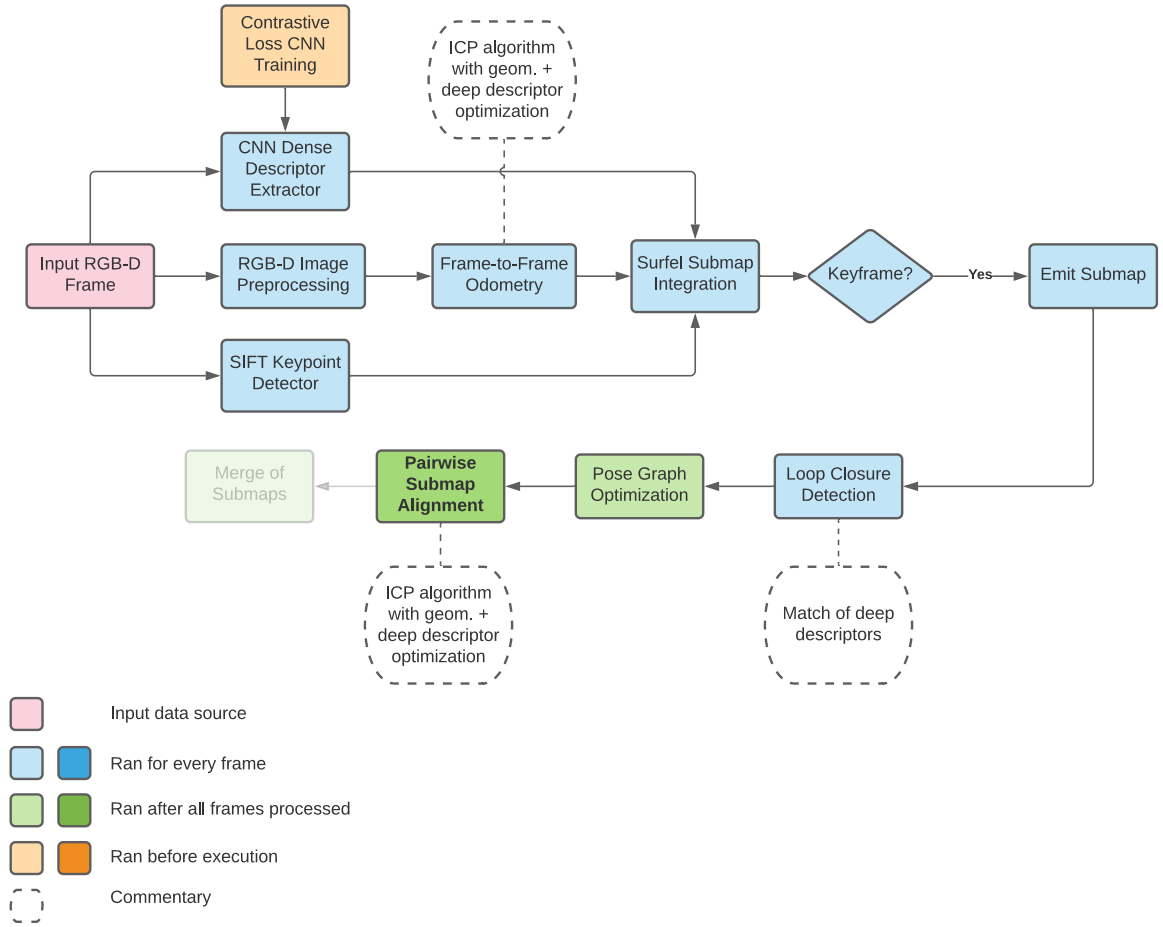 Contrastive
Loss CNN
Training
ICP algorithm
with geom. +
deep descriptor
optimization
CNN Dense
Descriptor
Extractor
Input RGB-D
Frame
RGB-D Image
Preprocessing
Frame-to-Frame
Odometry
Surfel Submap
Integration
Keyframe?
Yes
Emit Submap
SIFT Keypoint
Detector
Merge of
Submaps
Pairwise
Submap
Alignment
Pose Graph
Optimization
Loop Closure
Detection
ICP algorithm
with geom. +
deep descriptor
optimization
Match of deep
descriptors
Input data source
Ran for every frame
Ran after all frames processed
Ran before execution
Commentary